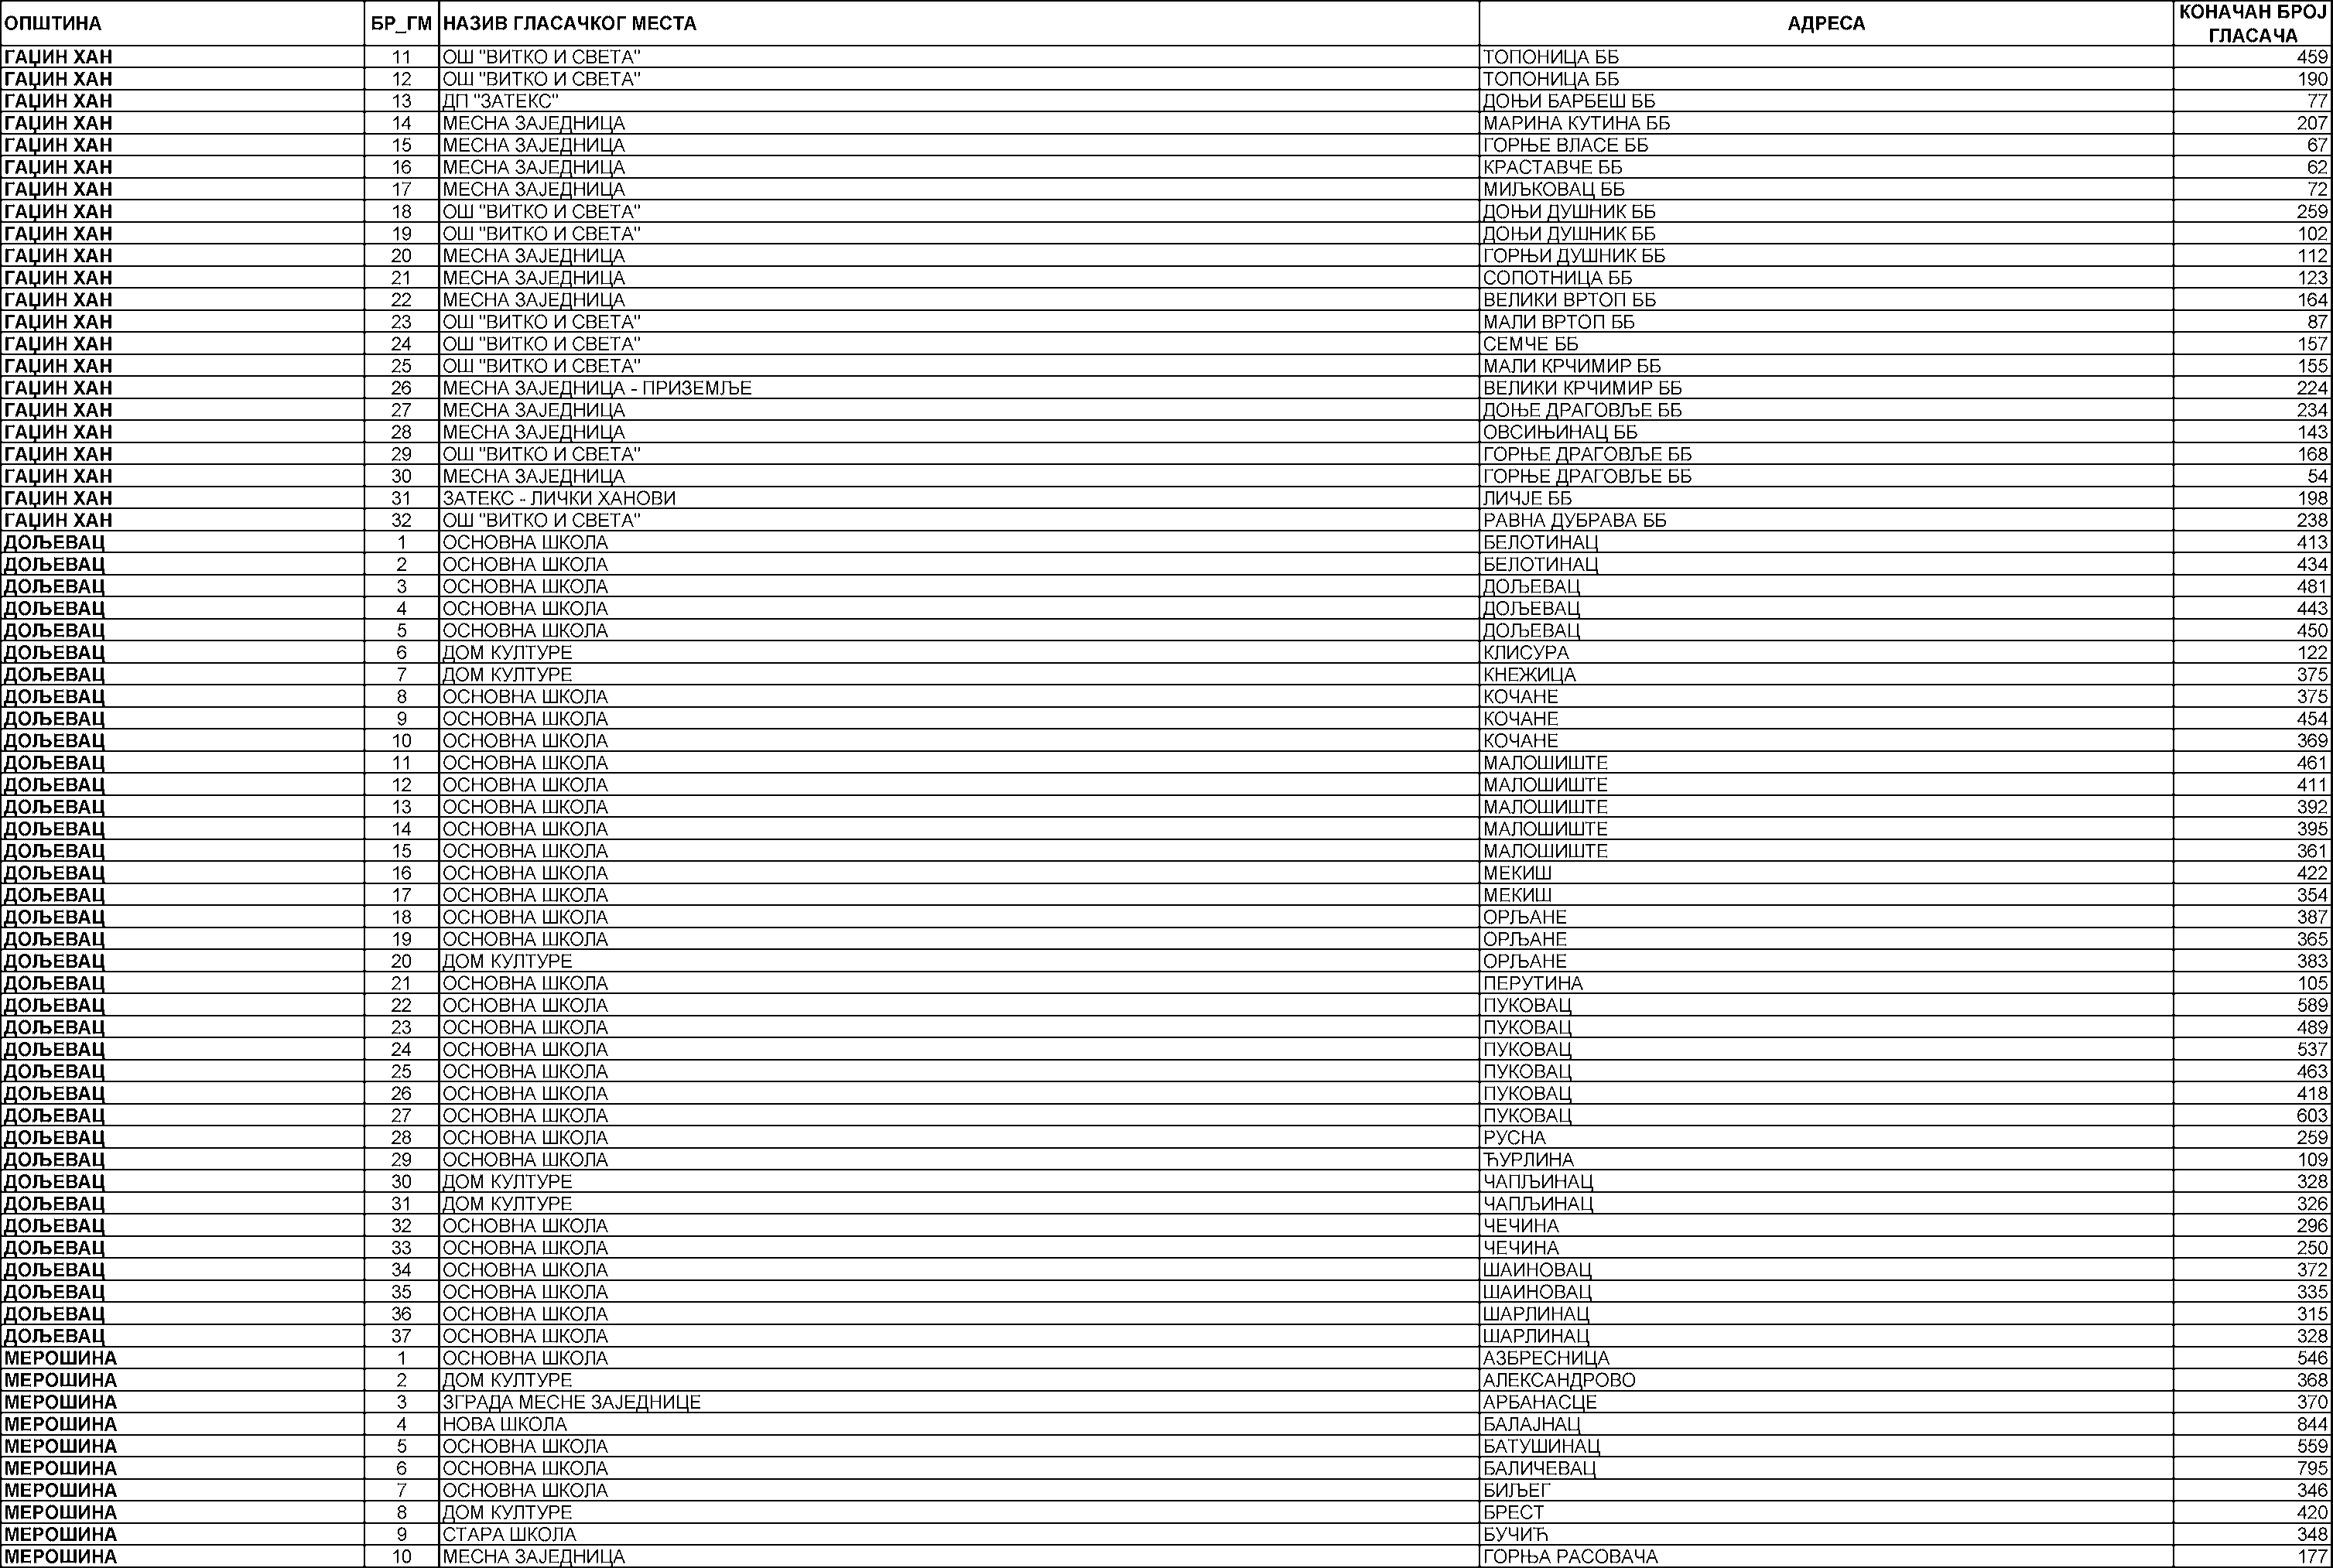 ОПШТИНА БР_ГМ НАЗИВ ГЛАСАЧКОГ МЕСТА АДРЕСА КОНАЧАН БРОЈ ГЛАСАЧА
ГАЏИН ХАН 11 ОШ "ВИТКО И СВЕТА" ТОПОНИЦА ББ 459
ГАЏИН ХАН 12 ОШ "ВИТКО И СВЕТА" ТОПОНИЦА ББ 190
ГАЏИН ХАН 13 ДП "ЗАТЕКС" ДОЊИ БАРБЕШ ББ 77
ГАЏИН ХАН 14 МЕСНА ЗАЈЕДНИЦА МАРИНА КУТИНА ББ 207
ГАЏИН ХАН 15 МЕСНА ЗАЈЕДНИЦА ГОРЊЕ ВЛАСЕ ББ 67
ГАЏИН ХАН 16 МЕСНА ЗАЈЕДНИЦА КРАСТАВЧЕ ББ 62
ГАЏИН ХАН 17 МЕСНА ЗАЈЕДНИЦА МИЉКОВАЦ ББ 72
ГАЏИН ХАН 18 ОШ "ВИТКО И СВЕТА" ДОЊИ ДУШНИК ББ 259
ГАЏИН ХАН 19 ОШ "ВИТКО И СВЕТА" ДОЊИ ДУШНИК ББ 102
ГАЏИН ХАН 20 МЕСНА ЗАЈЕДНИЦА ГОРЊИ ДУШНИК ББ 112
ГАЏИН ХАН 21 МЕСНА ЗАЈЕДНИЦА СОПОТНИЦА ББ 123
ГАЏИН ХАН 22 МЕСНА ЗАЈЕДНИЦА ВЕЛИКИ ВРТОП ББ 164
ГАЏИН ХАН 23 ОШ "ВИТКО И СВЕТА" МАЛИ ВРТОП ББ 87
ГАЏИН ХАН 24 ОШ "ВИТКО И СВЕТА" СЕМЧЕ ББ 157
ГАЏИН ХАН 25 ОШ "ВИТКО И СВЕТА" МАЛИ КРЧИМИР ББ 155
ГАЏИН ХАН 26 МЕСНА ЗАЈЕДНИЦА - ПРИЗЕМЉЕ ВЕЛИКИ КРЧИМИР ББ 224
ГАЏИН ХАН 27 МЕСНА ЗАЈЕДНИЦА ДОЊЕ ДРАГОВЉЕ ББ 234
ГАЏИН ХАН 28 МЕСНА ЗАЈЕДНИЦА ОВСИЊИНАЦ ББ 143
ГАЏИН ХАН 29 ОШ "ВИТКО И СВЕТА" ГОРЊЕ ДРАГОВЉЕ ББ 168
ГАЏИН ХАН 30 МЕСНА ЗАЈЕДНИЦА ГОРЊЕ ДРАГОВЉЕ ББ 54
ГАЏИН ХАН 31 ЗАТЕКС - ЛИЧКИ ХАНОВИ ЛИЧЈЕ ББ 198
ГАЏИН ХАН 32 ОШ "ВИТКО И СВЕТА" РАВНА ДУБРАВА ББ 238
ДОЉЕВАЦ 1 ОСНОВНА ШКОЛА БЕЛОТИНАЦ 413
ДОЉЕВАЦ 2 ОСНОВНА ШКОЛА БЕЛОТИНАЦ 434
ДОЉЕВАЦ 3 ОСНОВНА ШКОЛА ДОЉЕВАЦ 481
ДОЉЕВАЦ 4 ОСНОВНА ШКОЛА ДОЉЕВАЦ 443
ДОЉЕВАЦ 5 ОСНОВНА ШКОЛА ДОЉЕВАЦ 450
ДОЉЕВАЦ 6 ДОМ КУЛТУРЕ КЛИСУРА 122
ДОЉЕВАЦ 7 ДОМ КУЛТУРЕ КНЕЖИЦА 375
ДОЉЕВАЦ 8 ОСНОВНА ШКОЛА КОЧАНЕ 375
ДОЉЕВАЦ 9 ОСНОВНА ШКОЛА КОЧАНЕ 454
ДОЉЕВАЦ 10 ОСНОВНА ШКОЛА КОЧАНЕ 369
ДОЉЕВАЦ 11 ОСНОВНА ШКОЛА МАЛОШИШТЕ 461
ДОЉЕВАЦ 12 ОСНОВНА ШКОЛА МАЛОШИШТЕ 411
ДОЉЕВАЦ 13 ОСНОВНА ШКОЛА МАЛОШИШТЕ 392
ДОЉЕВАЦ 14 ОСНОВНА ШКОЛА МАЛОШИШТЕ 395
ДОЉЕВАЦ 15 ОСНОВНА ШКОЛА МАЛОШИШТЕ 361
ДОЉЕВАЦ 16 ОСНОВНА ШКОЛА МЕКИШ 422
ДОЉЕВАЦ 17 ОСНОВНА ШКОЛА МЕКИШ 354
ДОЉЕВАЦ 18 ОСНОВНА ШКОЛА ОРЉАНЕ 387
ДОЉЕВАЦ 19 ОСНОВНА ШКОЛА ОРЉАНЕ 365
ДОЉЕВАЦ 20 ДОМ КУЛТУРЕ ОРЉАНЕ 383
ДОЉЕВАЦ 21 ОСНОВНА ШКОЛА ПЕРУТИНА 105
ДОЉЕВАЦ 22 ОСНОВНА ШКОЛА ПУКОВАЦ 589
ДОЉЕВАЦ 23 ОСНОВНА ШКОЛА ПУКОВАЦ 489
ДОЉЕВАЦ 24 ОСНОВНА ШКОЛА ПУКОВАЦ 537
ДОЉЕВАЦ 25 ОСНОВНА ШКОЛА ПУКОВАЦ 463
ДОЉЕВАЦ 26 ОСНОВНА ШКОЛА ПУКОВАЦ 418
ДОЉЕВАЦ 27 ОСНОВНА ШКОЛА ПУКОВАЦ 603
ДОЉЕВАЦ 28 ОСНОВНА ШКОЛА РУСНА 259
ДОЉЕВАЦ 29 ОСНОВНА ШКОЛА ЋУРЛИНА 109
ДОЉЕВАЦ 30 ДОМ КУЛТУРЕ ЧАПЉИНАЦ 328
ДОЉЕВАЦ 31 ДОМ КУЛТУРЕ ЧАПЉИНАЦ 326
ДОЉЕВАЦ 32 ОСНОВНА ШКОЛА ЧЕЧИНА 296
ДОЉЕВАЦ 33 ОСНОВНА ШКОЛА ЧЕЧИНА 250
ДОЉЕВАЦ 34 ОСНОВНА ШКОЛА ШАИНОВАЦ 372
ДОЉЕВАЦ 35 ОСНОВНА ШКОЛА ШАИНОВАЦ 335
ДОЉЕВАЦ 36 ОСНОВНА ШКОЛА ШАРЛИНАЦ 315
ДОЉЕВАЦ 37 ОСНОВНА ШКОЛА ШАРЛИНАЦ 328
МЕРОШИНА 1 ОСНОВНА ШКОЛА АЗБРЕСНИЦА 546
МЕРОШИНА 2 ДОМ КУЛТУРЕ АЛЕКСАНДРОВО 368
МЕРОШИНА 3 ЗГРАДА МЕСНЕ ЗАЈЕДНИЦЕ АРБАНАСЦЕ 370
МЕРОШИНА 4 НОВА ШКОЛА БАЛАЈНАЦ 844
МЕРОШИНА 5 ОСНОВНА ШКОЛА БАТУШИНАЦ 559
МЕРОШИНА 6 ОСНОВНА ШКОЛА БАЛИЧЕВАЦ 795
МЕРОШИНА 7 ОСНОВНА ШКОЛА БИЉЕГ 346
МЕРОШИНА 8 ДОМ КУЛТУРЕ БРЕСТ 420
МЕРОШИНА 9 СТАРА ШКОЛА БУЧИЋ 348
МЕРОШИНА 10 МЕСНА ЗАЈЕДНИЦА ГОРЊА РАСОВАЧА 177